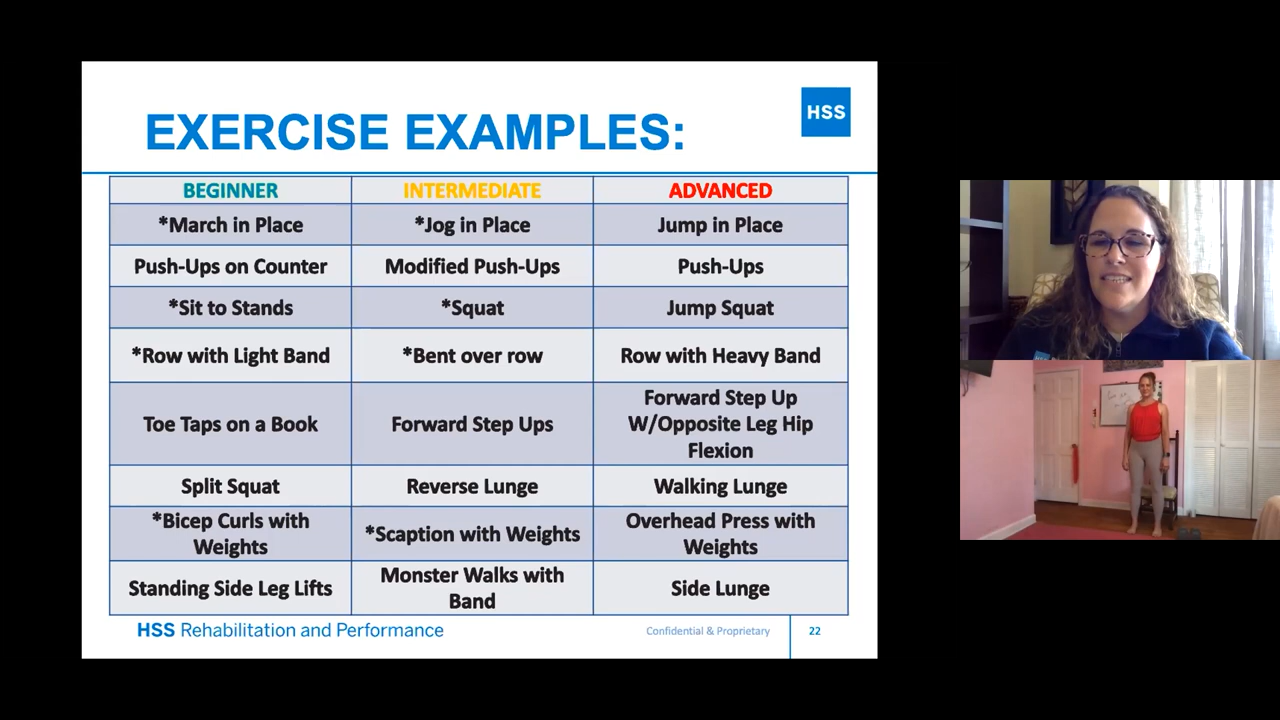 EXERCISE EXAMPLES:
HSS
BEGINNER INTERMEDIATE ADVANCED
*March in Place *Jog in Place Jump in Place
Push-Ups on Counter Modified Push-Ups Push-Ups
*Sit to Stands *Squat Jump Squat
*Row with Light Band *Bent over row Row with Heavy Band
Toe Taps on a Book Forward Step Ups Forward Step Up
W/Opposite Leg Hip
Flexion
Split Squat Reverse Lunge Walking Lunge
*Bicep Curls with
Weights
*Scaption with Weights
Overhead Press with
Weights
Standing Side Leg Lifts
Monster Walks with
Band
Side Lunge
HSS Rehabilitation and Performance
Confidential & Proprietary
22